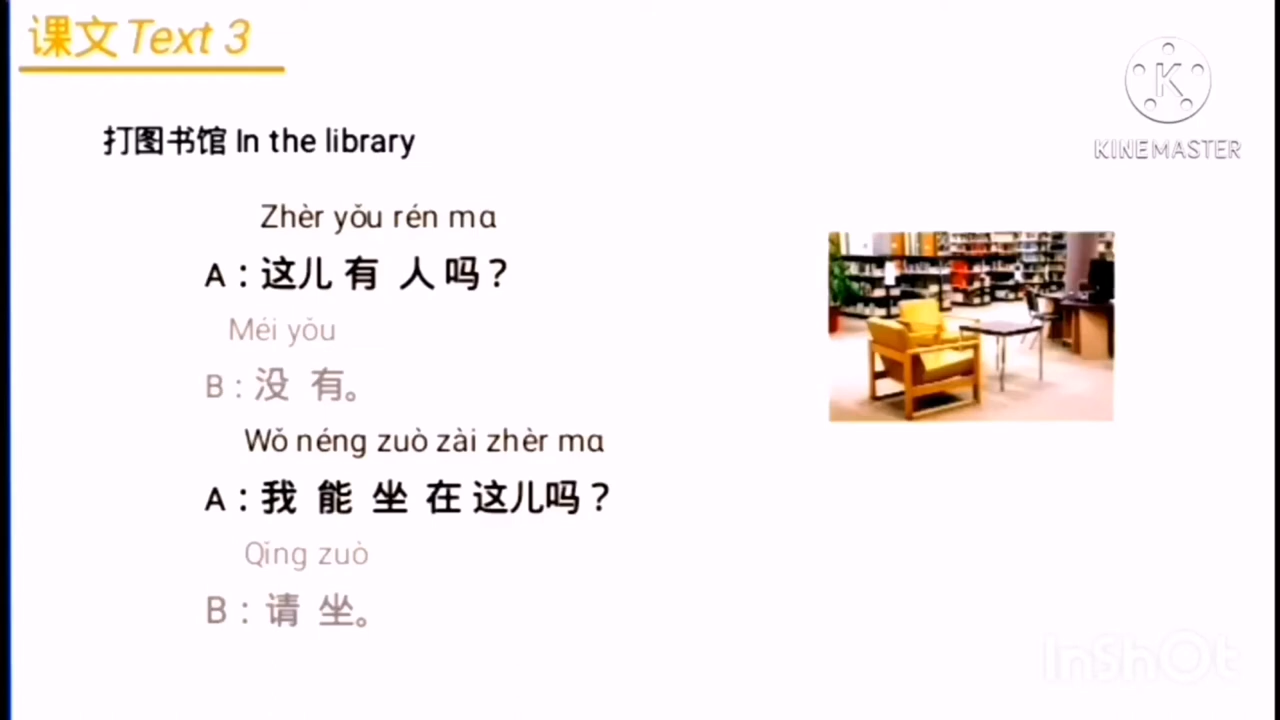 课文 Text 3
K
KINEMASTER
打图书馆 In the library
Zhèr yǒu rén ma
A：这儿 有 人 吗？
Méi yǒu
B：没 有。
Wǒ néng zuò zài zhèr ma
A：我 能 坐 在 这儿吗？
Qǐng zuò
B：请 坐。
InShOt